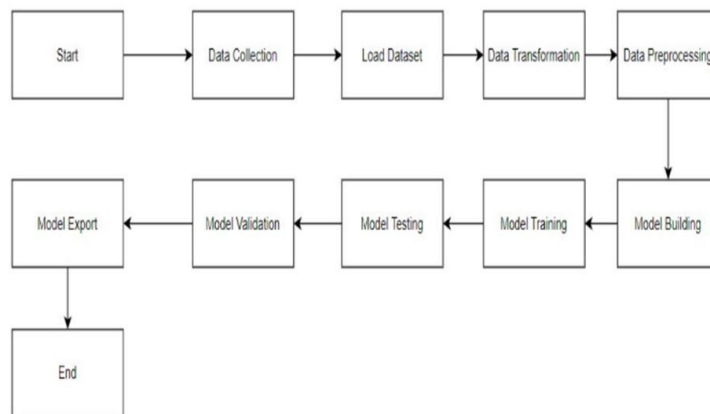 Start
Data Collection
Load Dataset
Data Transformation
Data Preprocessing
Model Building
Model Training
Model Testing
Model Validation
Model Export
End